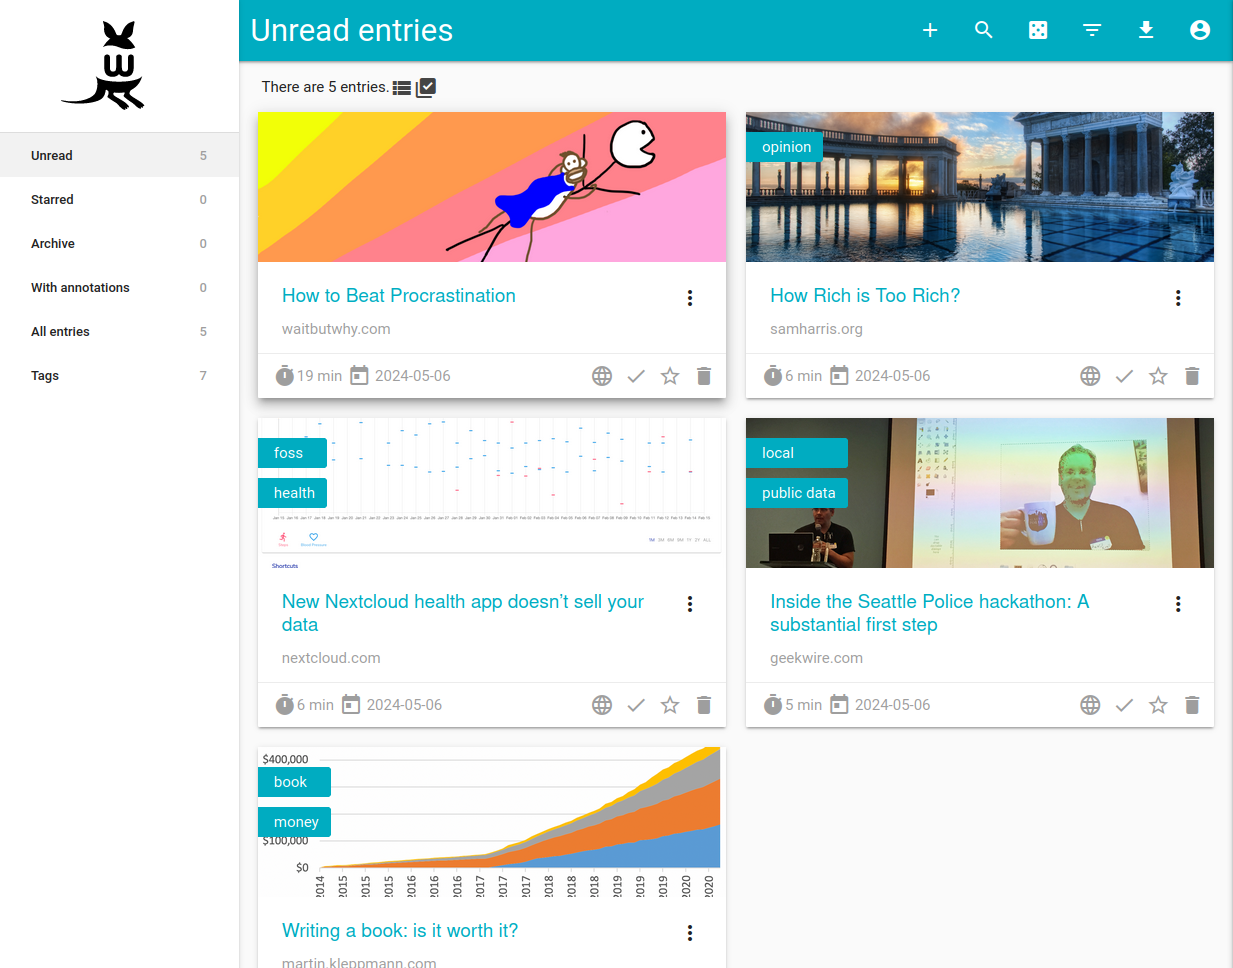 Unread entries
Unread 5
Starred 0
Archive 0
With annotations 0
All entries 5
Tags 7
There are 5 entries.
How to Beat Procrastination
waitbutwhy.com
19 min 2024-05-06
opinion
How Rich is Too Rich?
samharris.org
6 min 2024-05-06
foss
health
Shortcuts
New Nextcloud health app doesn’t sell your
data
nextcloud.com
6 min 2024-05-06
local
public data
Inside the Seattle Police hackathon: A
substantial first step
geekwire.com
5 min 2024-05-06
$400,000
book
money
$100,000
$0
2014 2015 2015 2015 2016 2016 2016 2017 2017 2017 2018 2018 2018 2019 2019 2019 2020 2020
Writing a book: is it worth it?
martin.kleppmann.com